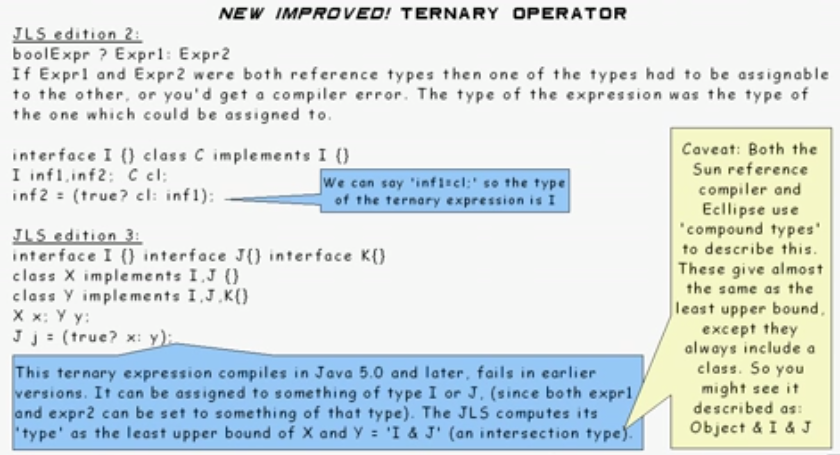 NEW IMPROVED! TERNARY OPERATOR
JLS edition 2:
boolExpr ? Expr1: Expr2
If Expr1 and Expr2 were both reference types then one of the types had to be assignable
to the other, or you'd get a compiler error. The type of the expression was the type of
the one which could be assigned to.
interface I {} class C implements I {}
I inf1,inf2; C cl;
inf2 = (true? cl: inf1);
We can say 'inf1=cl;' so the type
of the ternary expression is I
JLS edition 3:
interface I {} interface J{} interface K{}
class X implements I,J {}
class Y implements I,J,K{}
X x; Y y;
J j = (true? x: y);
This ternary expression compiles in Java 5.0 and later, fails in earlier
versions. It can be assigned to something of type I or J, (since both expr1
and expr2 can be set to something of that type). The JLS computes its
'type' as the least upper bound of X and Y = 'I & J' (an intersection type).
Caveat: Both the
Sun reference
compiler and
Ecllipse use
'compound types'
to describe this.
These give almost
the same as the
least upper bound,
except they
always include a
class. So you
might see it
described as:
Object & I & J